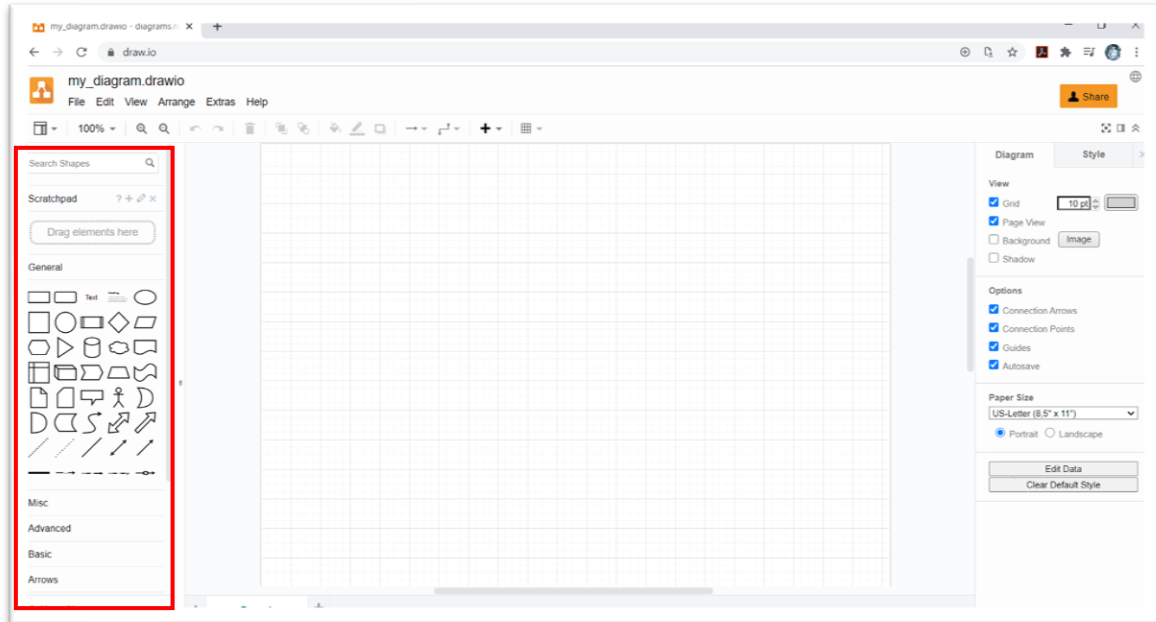 my_diagram.drawio - diagrams.n
draw.io
my_diagram.drawio
File Edit View Arrange Extras Help
Share
100%
Search Shapes
Scratchpad
Drag elements here
General
Text
Misc
Advanced
Basic
Arrows
Diagram Style
View
Grid 10 pt
Page View
Background Image
Shadow
Options
Connection Arrows
Connection Points
Guides
Autosave
Paper Size
US-Letter (8,5" x 11")
Portrait Landscape
Edit Data
Clear Default Style